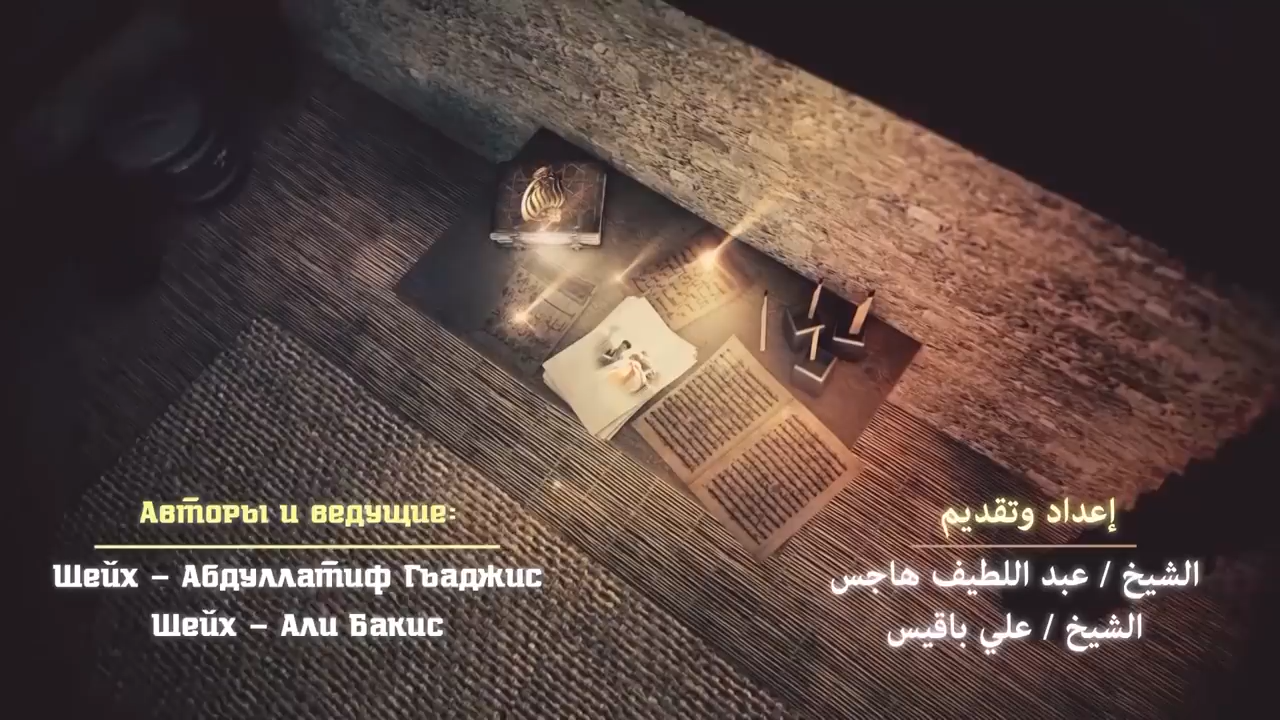 Авторы и ведущие:
Шейх – Абдуллатиф Гъаджис
Шейх – Али Бакис
إعداد وتقديم
الشيخ / عبد اللطيف هاجس
الشيخ / علي باقيس